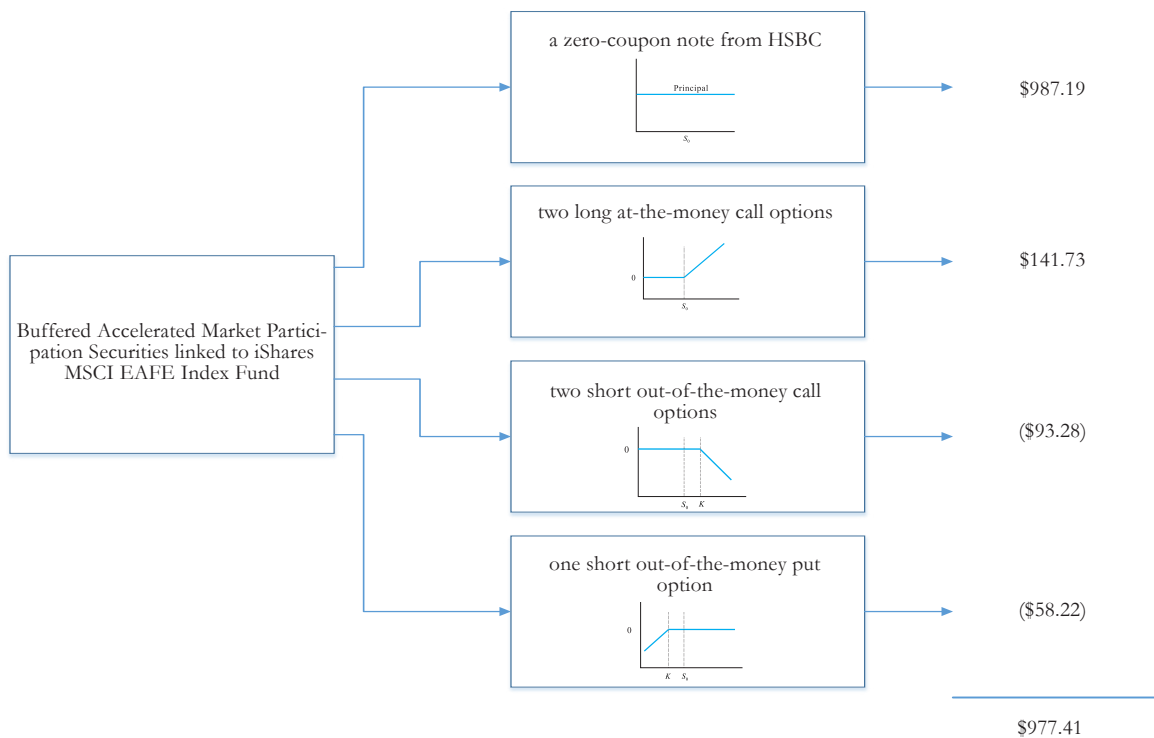 a zero-coupon note from HSBC
Principal
S₀
$987.19
two long at-the-money call options
0
S₀
$141.73
Buffered Accelerated Market Partici-
pation Securities linked to iShares
MSCI EAFE Index Fund
two short out-of-the-money call
options
0
S₀ K
($93.28)
one short out-of-the-money put
option
0
K S₀
($58.22)
$977.41